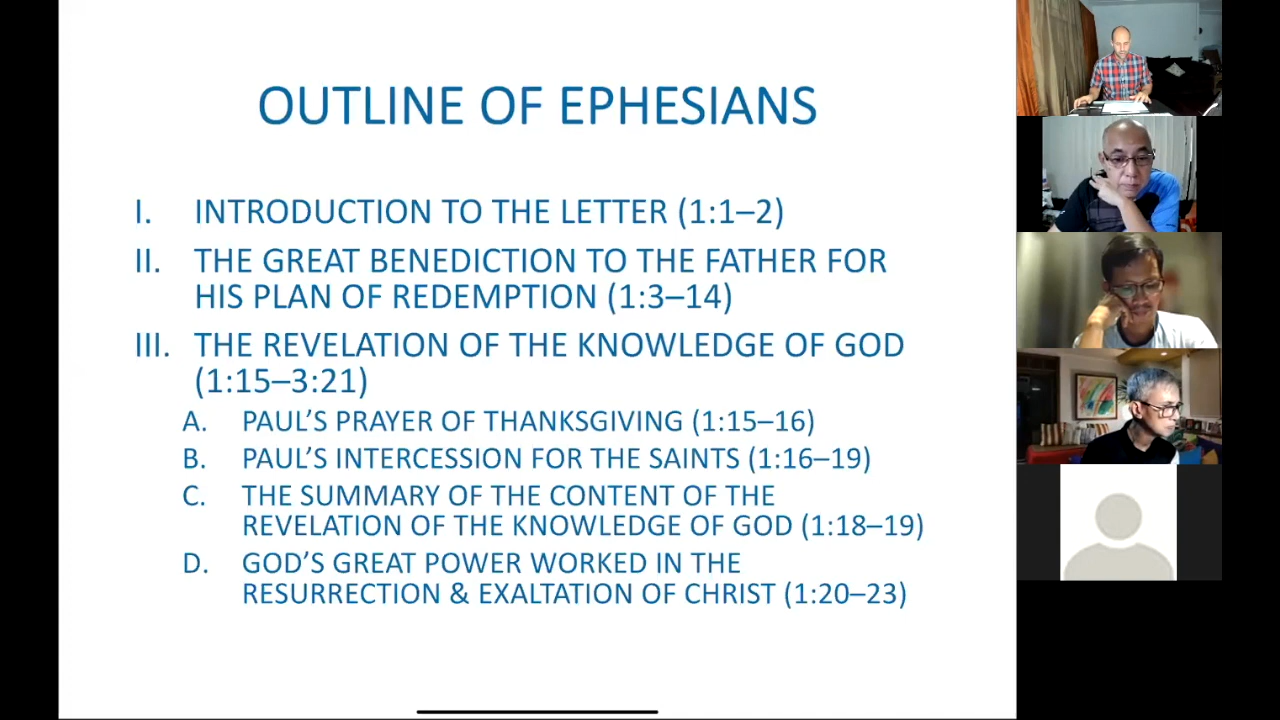 OUTLINE OF EPHESIANS
I. INTRODUCTION TO THE LETTER (1:1–2)
II. THE GREAT BENEDICTION TO THE FATHER FOR
HIS PLAN OF REDEMPTION (1:3–14)
III. THE REVELATION OF THE KNOWLEDGE OF GOD
(1:15–3:21)
A. PAUL’S PRAYER OF THANKSGIVING (1:15–16)
B. PAUL’S INTERCESSION FOR THE SAINTS (1:16–19)
C. THE SUMMARY OF THE CONTENT OF THE
REVELATION OF THE KNOWLEDGE OF GOD (1:18–19)
D. GOD’S GREAT POWER WORKED IN THE
RESURRECTION & EXALTATION OF CHRIST (1:20–23)